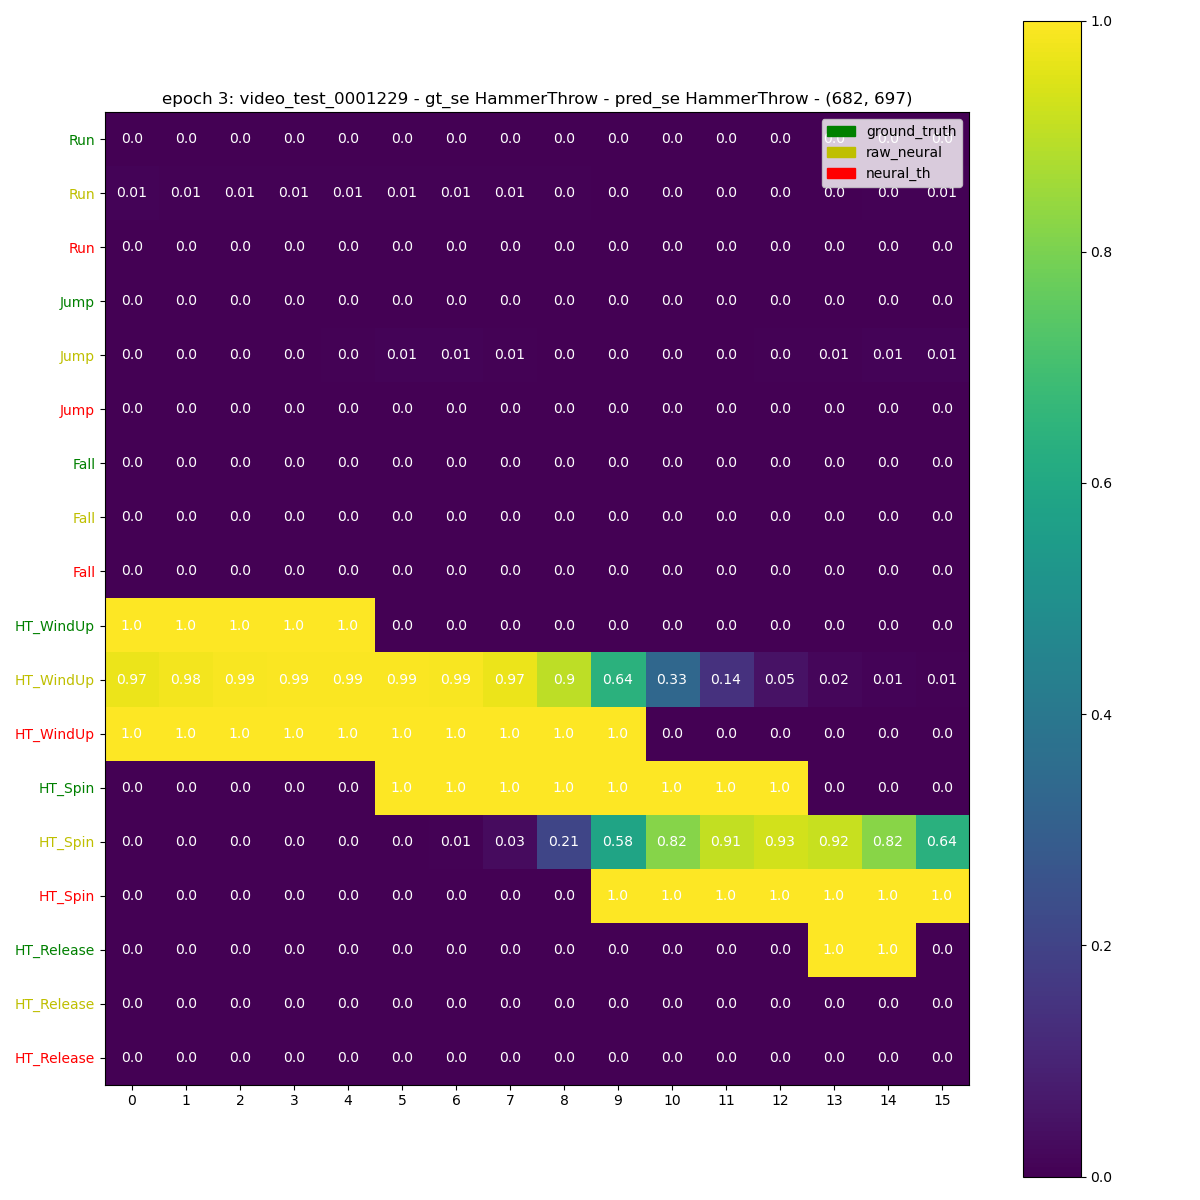 epoch 3: video_test_0001229 - gt_se HammerThrow - pred_se HammerThrow - (682, 697)
ground_truth
raw_neural
neural_th
Run 0.0 0.0 0.0 0.0 0.0 0.0 0.0 0.0 0.0 0.0 0.0 0.0 0.0 0.0 0.0 0.0
Run 0.01 0.01 0.01 0.01 0.01 0.01 0.01 0.01 0.0 0.0 0.0 0.0 0.0 0.0 0.0 0.01
Run 0.0 0.0 0.0 0.0 0.0 0.0 0.0 0.0 0.0 0.0 0.0 0.0 0.0 0.0 0.0 0.0
Jump 0.0 0.0 0.0 0.0 0.0 0.0 0.0 0.0 0.0 0.0 0.0 0.0 0.0 0.0 0.0 0.0
Jump 0.0 0.0 0.0 0.0 0.0 0.01 0.01 0.01 0.0 0.0 0.0 0.0 0.0 0.01 0.01 0.01
Jump 0.0 0.0 0.0 0.0 0.0 0.0 0.0 0.0 0.0 0.0 0.0 0.0 0.0 0.0 0.0 0.0
Fall 0.0 0.0 0.0 0.0 0.0 0.0 0.0 0.0 0.0 0.0 0.0 0.0 0.0 0.0 0.0 0.0
Fall 0.0 0.0 0.0 0.0 0.0 0.0 0.0 0.0 0.0 0.0 0.0 0.0 0.0 0.0 0.0 0.0
Fall 0.0 0.0 0.0 0.0 0.0 0.0 0.0 0.0 0.0 0.0 0.0 0.0 0.0 0.0 0.0 0.0
HT_WindUp 1.0 1.0 1.0 1.0 1.0 0.0 0.0 0.0 0.0 0.0 0.0 0.0 0.0 0.0 0.0 0.0
HT_WindUp 0.97 0.98 0.99 0.99 0.99 0.99 0.99 0.97 0.9 0.64 0.33 0.14 0.05 0.02 0.01 0.01
HT_WindUp 1.0 1.0 1.0 1.0 1.0 1.0 1.0 1.0 1.0 1.0 0.0 0.0 0.0 0.0 0.0 0.0
HT_Spin 0.0 0.0 0.0 0.0 0.0 1.0 1.0 1.0 1.0 1.0 1.0 1.0 1.0 0.0 0.0 0.0
HT_Spin 0.0 0.0 0.0 0.0 0.0 0.0 0.01 0.03 0.21 0.58 0.82 0.91 0.93 0.92 0.82 0.64
HT_Spin 0.0 0.0 0.0 0.0 0.0 0.0 0.0 0.0 0.0 1.0 1.0 1.0 1.0 1.0 1.0 1.0
HT_Release 0.0 0.0 0.0 0.0 0.0 0.0 0.0 0.0 0.0 0.0 0.0 0.0 0.0 1.0 1.0 0.0
HT_Release 0.0 0.0 0.0 0.0 0.0 0.0 0.0 0.0 0.0 0.0 0.0 0.0 0.0 0.0 0.0 0.0
HT_Release 0.0 0.0 0.0 0.0 0.0 0.0 0.0 0.0 0.0 0.0 0.0 0.0 0.0 0.0 0.0 0.0
0 1 2 3 4 5 6 7 8 9 10 11 12 13 14 15
1.0
0.8
0.6
0.4
0.2
0.0